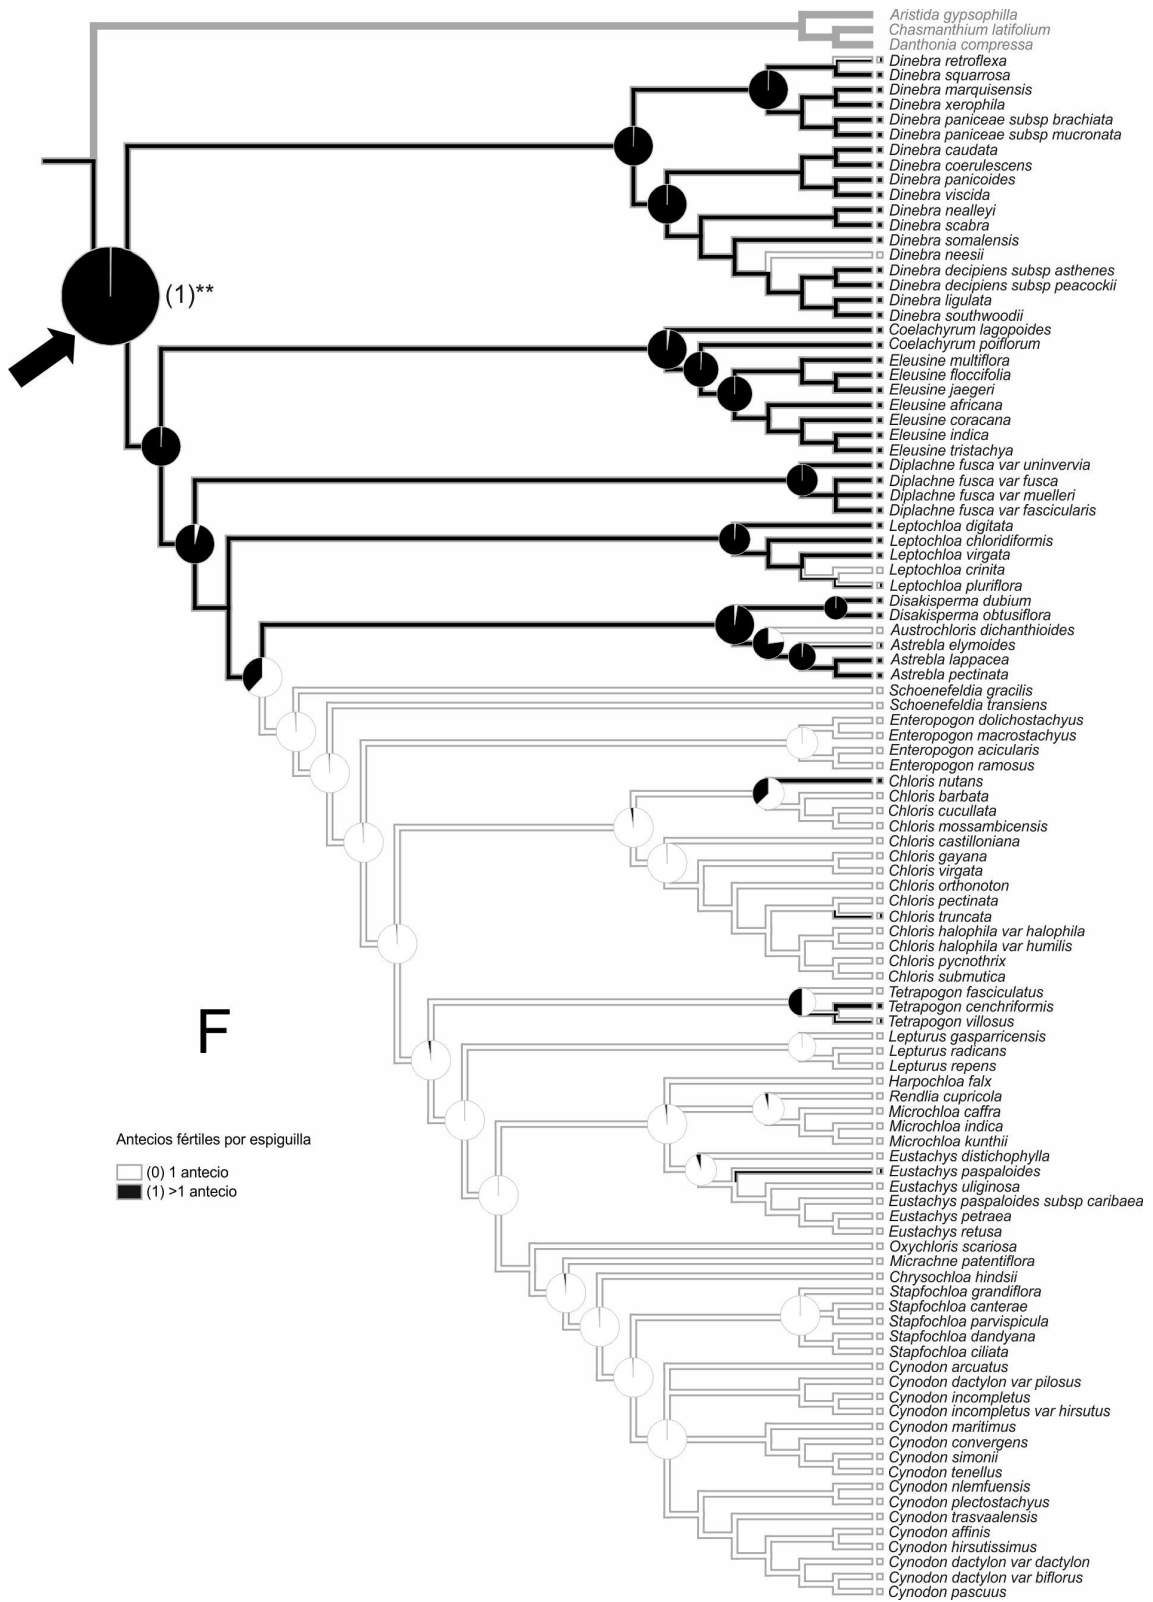 Aristida gypsophilla
Chasmanthium latifolium
Danthonia compressa
Dinebra retroflexa
Dinebra squarrosa
Dinebra marquisensis
Dinebra xerophila
Dinebra paniceae subsp brachiata
Dinebra paniceae subsp mucronata
Dinebra caudata
Dinebra coerulescens
Dinebra panicoides
Dinebra viscida
Dinebra nealleyi
Dinebra scabra
Dinebra somalensis
Dinebra neesii
Dinebra decipiens subsp asthenes
Dinebra decipiens subsp peacockii
Dinebra ligulata
Dinebra southwoodii
(1)**
Coelachyrum lagopoides
Coelachyrum poiflorum
Eleusine multiflora
Eleusine floccifolia
Eleusine jaegeri
Eleusine africana
Eleusine coracana
Eleusine indica
Eleusine tristachya
Diplachne fusca var uninvervia
Diplachne fusca var fusca
Diplachne fusca var muelleri
Diplachne fusca var fascicularis
Leptochloa digitata
Leptochloa chloridiformis
Leptochloa virgata
Leptochloa crinita
Leptochloa pluriflora
Disakisperma dubium
Disakisperma obtusiflora
Austrochloris dichanthioides
Astrebla elymoides
Astrebla lappacea
Astrebla pectinata
Schoenefeldia gracilis
Schoenefeldia transiens
Enteropogon dolichostachyus
Enteropogon macrostachyus
Enteropogon acicularis
Enteropogon ramosus
Chloris nutans
Chloris barbata
Chloris cucullata
Chloris mossambicensis
Chloris castilloniana
Chloris gayana
Chloris virgata
Chloris orthonoton
Chloris pectinata
Chloris truncata
Chloris halophila var halophila
Chloris halophila var humilis
Chloris pycnothrix
Chloris submutica
Tetrapogon fasciculatus
Tetrapogon cenchriformis
Tetrapogon villosus
Lepturus gasparricensis
Lepturus radicans
Lepturus repens
Harpochloa falx
Rendlia cupricola
Microchloa caffra
Microchloa indica
Microchloa kunthii
Eustachys distichophylla
Eustachys paspaloides
Eustachys uliginosa
Eustachys paspaloides subsp caribaea
Eustachys petraea
Eustachys retusa
Oxychloris scariosa
Micrachne patentiflora
Chrysochloa hindsii
Stapfochloa grandiflora
Stapfochloa canterae
Stapfochloa parvispicula
Stapfochloa dandyana
Stapfochloa ciliata
Cynodon arcuatus
Cynodon dactylon var pilosus
Cynodon incompletus
Cynodon incompletus var hirsutus
Cynodon maritimus
Cynodon convergens
Cynodon simonii
Cynodon tenellus
Cynodon nlemfuensis
Cynodon plectostachyus
Cynodon trasvaalensis
Cynodon affinis
Cynodon hirsutissimus
Cynodon dactylon var dactylon
Cynodon dactylon var biflorus
Cynodon pascuus
F
Antecios fértiles por espiguilla
(0) 1 antecio
(1) >1 antecio